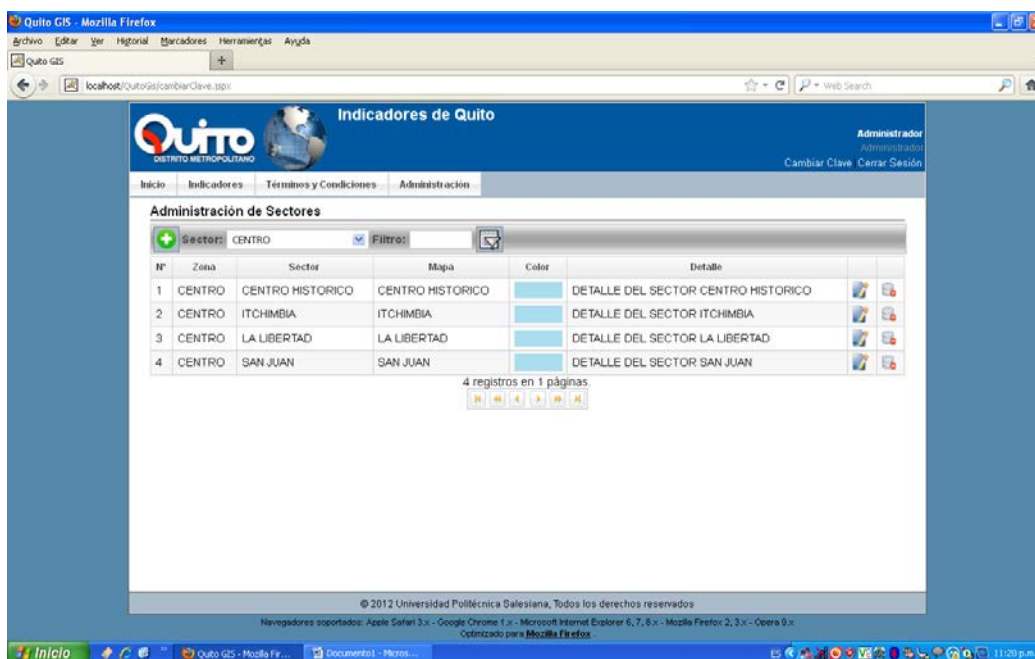 Quito GIS - Mozilla Firefox
Archivo Editar Ver Historial Marcadores Herramientas Ayuda
Quito GIS +
localhost/QutoGis/cambiarClave.jspx Web Search
QUITO
DISTRITO METROPOLITANO
Indicadores de Quito
Administrador
Administrador
Cambiar Clave Cerrar Sesión
Inicio Indicadores Términos y Condiciones Administración
Administración de Sectores
Sector: CENTRO Filtro:
Nº Zona Sector Mapa Color Detalle
1 CENTRO CENTRO HISTORICO CENTRO HISTORICO DETALLE DEL SECTOR CENTRO HISTORICO
2 CENTRO ITCHIMBIA ITCHIMBIA DETALLE DEL SECTOR ITCHIMBIA
3 CENTRO LA LIBERTAD LA LIBERTAD DETALLE DEL SECTOR LA LIBERTAD
4 CENTRO SAN JUAN SAN JUAN DETALLE DEL SECTOR SAN JUAN
4 registros en 1 páginas.
© 2012 Universidad Politécnica Salesiana, Todos los derechos reservados
Navegadores soportados: Apple Safari 3.x - Google Chrome 1.x - Microsoft Internet Explorer 6, 7, 8.x - Mozilla Firefox 2, 3.x - Opera 9.x
Optimizado para Mozilla Firefox.
Inicio Quito GIS - Mozilla Fir... Documento1 - Micros... ES 11:20 p.m.